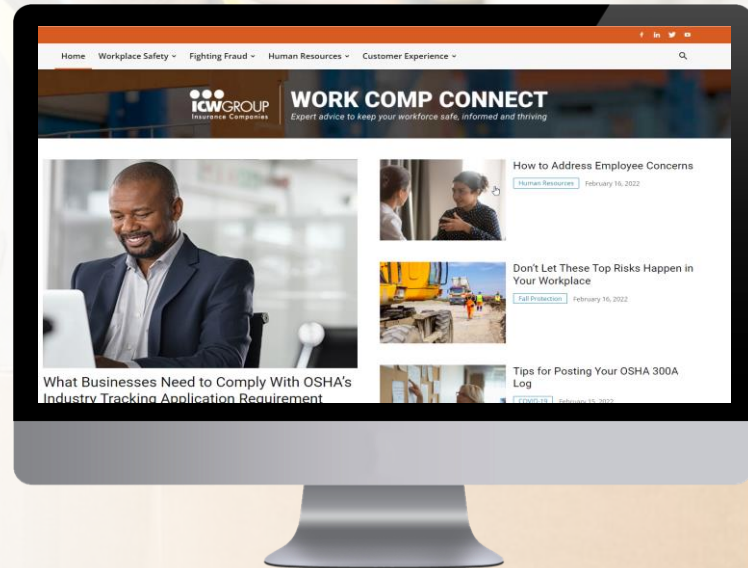 Home Workplace Safety Fighting Fraud Human Resources Customer Experience
ICWGROUP
Insurance Companies
WORK COMP CONNECT
Expert advice to keep your workforce safe, informed and thriving
What Businesses Need to Comply With OSHA's
Industry Tracking Application Requirement
How to Address Employee Concerns
Human Resources February 16, 2022
Don't Let These Top Risks Happen in
Your Workplace
Fall Protection February 16, 2022
Tips for Posting Your OSHA 300A
Log
COVID-19 February 15, 2022